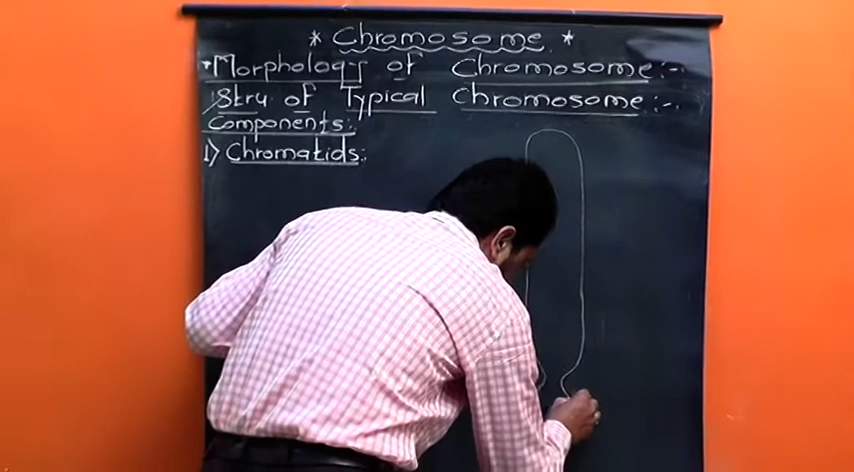 * Chromosome *
* Morphology of Chromosome :-
Stru of Typical Chromosome :-
Components:
1) Chromatids: